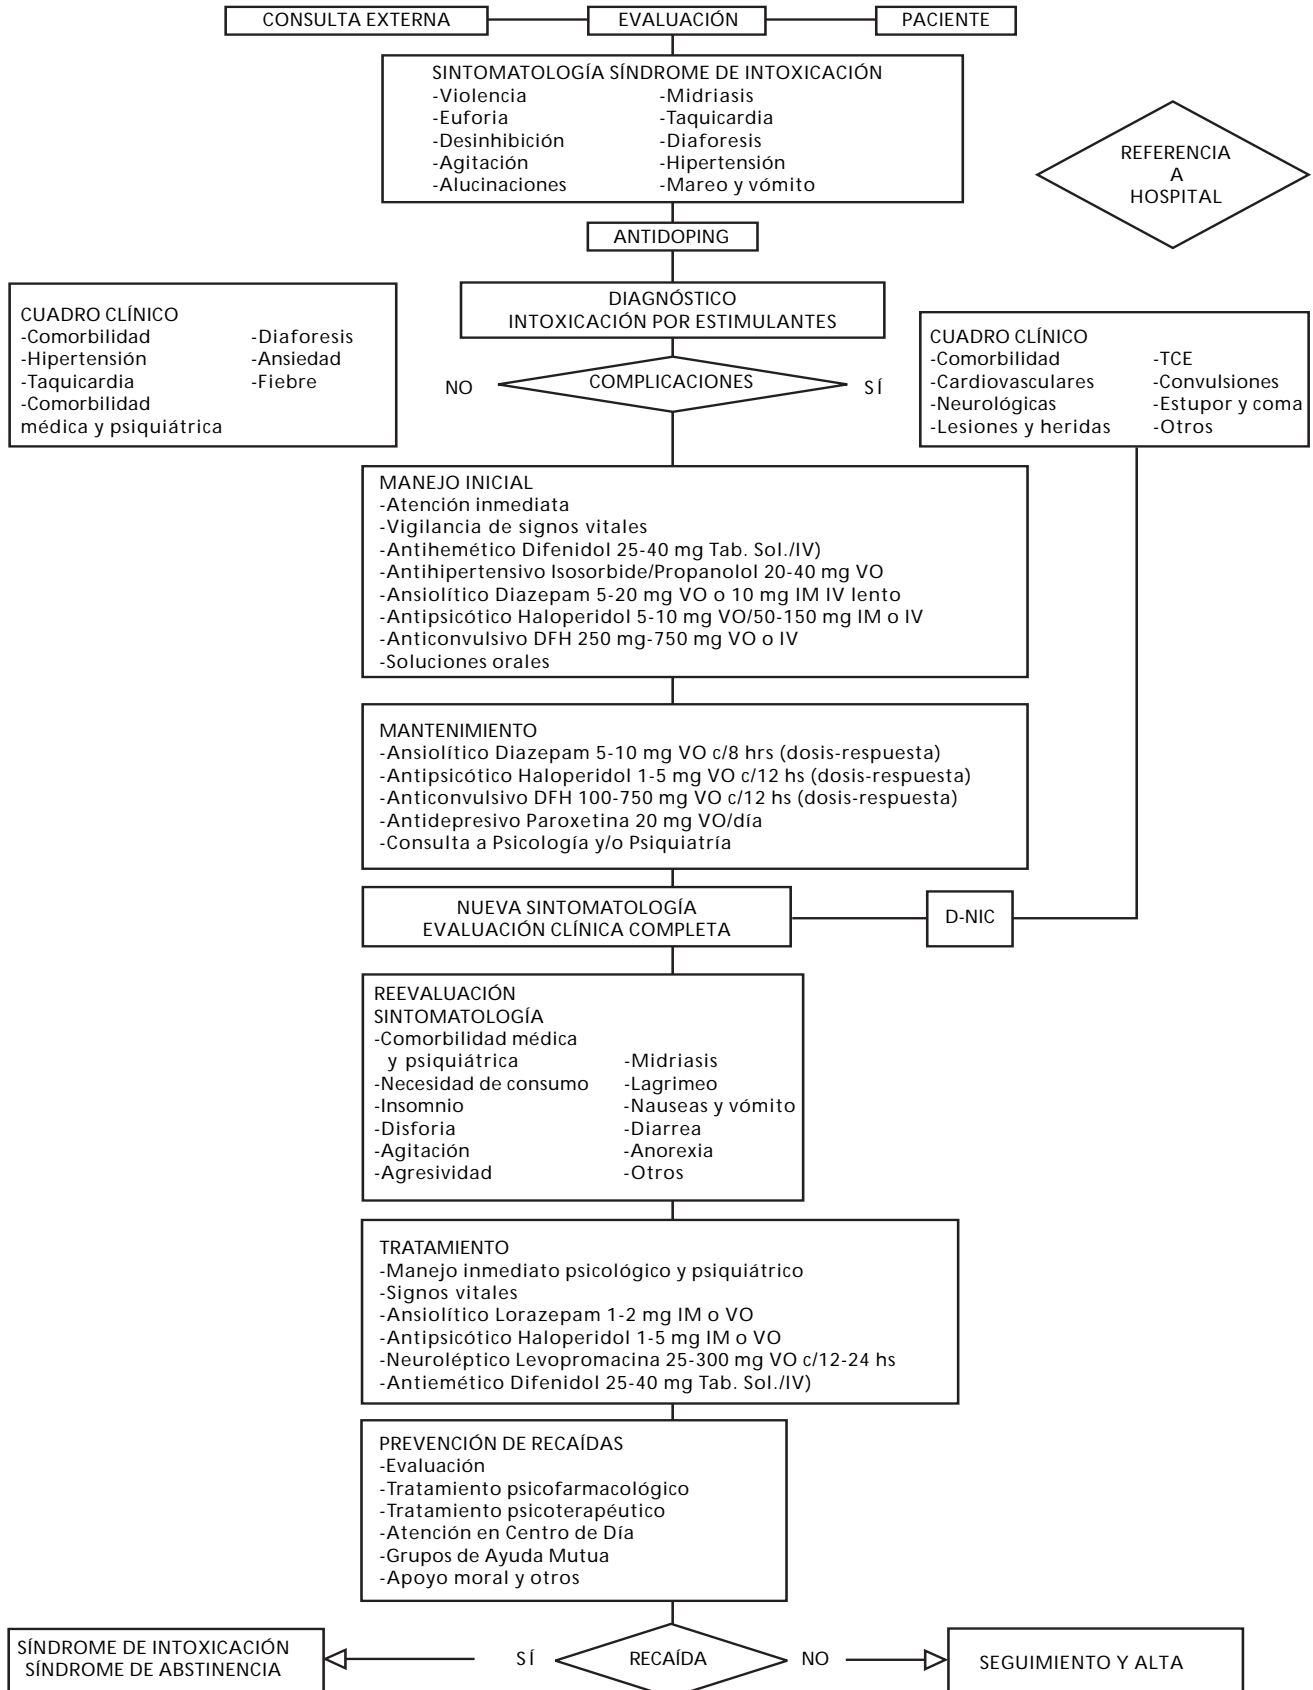 CONSULTA EXTERNA
EVALUACIÓN
PACIENTE
SINTOMATOLOGÍA SÍNDROME DE INTOXICACIÓN
-Violencia -Midriasis
-Euforia -Taquicardia
-Desinhibición -Diaforesis
-Agitación -Hipertensión
-Alucinaciones -Mareo y vómito
REFERENCIA
A
HOSPITAL
ANTIDOPING
DIAGNÓSTICO
INTOXICACIÓN POR ESTIMULANTES
CUADRO CLÍNICO
-Comorbilidad -Diaforesis
-Hipertensión -Ansiedad
-Taquicardia -Fiebre
-Comorbilidad
médica y psiquiátrica
NO
COMPLICACIONES
SÍ
CUADRO CLÍNICO
-Comorbilidad -TCE
-Cardiovasculares -Convulsiones
-Neurológicas -Estupor y coma
-Lesiones y heridas -Otros
MANEJO INICIAL
-Atención inmediata
-Vigilancia de signos vitales
-Antihemético Difenidol 25-40 mg Tab. Sol./IV)
-Antihipertensivo Isosorbide/Propanolol 20-40 mg VO
-Ansiolítico Diazepam 5-20 mg VO o 10 mg IM IV lento
-Antipsicótico Haloperidol 5-10 mg VO/50-150 mg IM o IV
-Anticonvulsivo DFH 250 mg-750 mg VO o IV
-Soluciones orales
MANTENIMIENTO
-Ansiolítico Diazepam 5-10 mg VO c/8 hrs (dosis-respuesta)
-Antipsicótico Haloperidol 1-5 mg VO c/12 hs (dosis-respuesta)
-Anticonvulsivo DFH 100-750 mg VO c/12 hs (dosis-respuesta)
-Antidepresivo Paroxetina 20 mg VO/día
-Consulta a Psicología y/o Psiquiatría
NUEVA SINTOMATOLOGÍA
EVALUACIÓN CLÍNICA COMPLETA
D-NIC
REEVALUACIÓN
SINTOMATOLOGÍA
-Comorbilidad médica
y psiquiátrica -Midriasis
-Necesidad de consumo -Lagrimeo
-Insomnio -Nauseas y vómito
-Disforia -Diarrea
-Agitación -Anorexia
-Agresividad -Otros
TRATAMIENTO
-Manejo inmediato psicológico y psiquiátrico
-Signos vitales
-Ansiolítico Lorazepam 1-2 mg IM o VO
-Antipsicótico Haloperidol 1-5 mg IM o VO
-Neuroléptico Levopromacina 25-300 mg VO c/12-24 hs
-Antiemético Difenidol 25-40 mg Tab. Sol./IV)
PREVENCIÓN DE RECAÍDAS
-Evaluación
-Tratamiento psicofarmacológico
-Tratamiento psicoterapéutico
-Atención en Centro de Día
-Grupos de Ayuda Mutua
-Apoyo moral y otros
SÍNDROME DE INTOXICACIÓN
SÍNDROME DE ABSTINENCIA
SÍ
RECAÍDA
NO
SEGUIMIENTO Y ALTA